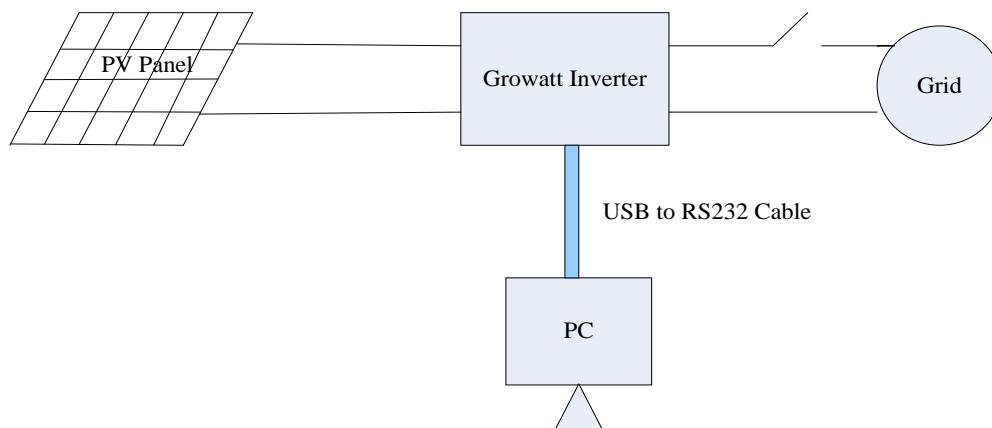 PV Panel
Growatt Inverter
Grid
USB to RS232 Cable
PC